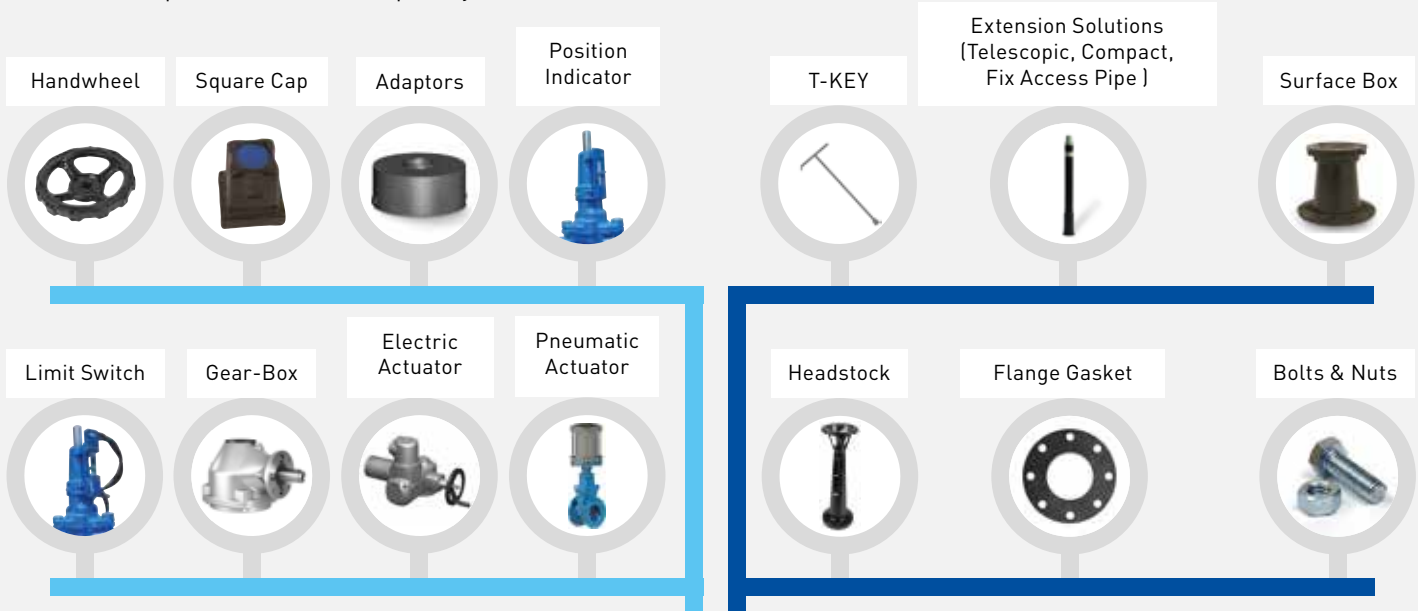 Handwheel
Square Cap
Adaptors
Position
Indicator
T-KEY
Extension Solutions
(Telescopic, Compact,
Fix Access Pipe )
Surface Box
Limit Switch
Gear-Box
Electric
Actuator
Pneumatic
Actuator
Headstock
Flange Gasket
Bolts & Nuts